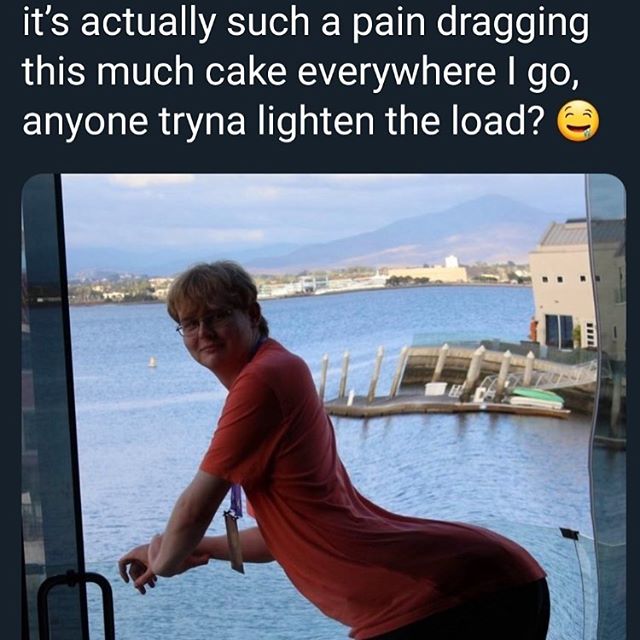 it’s actually such a pain dragging
this much cake everywhere I go,
anyone tryna lighten the load? 🤤